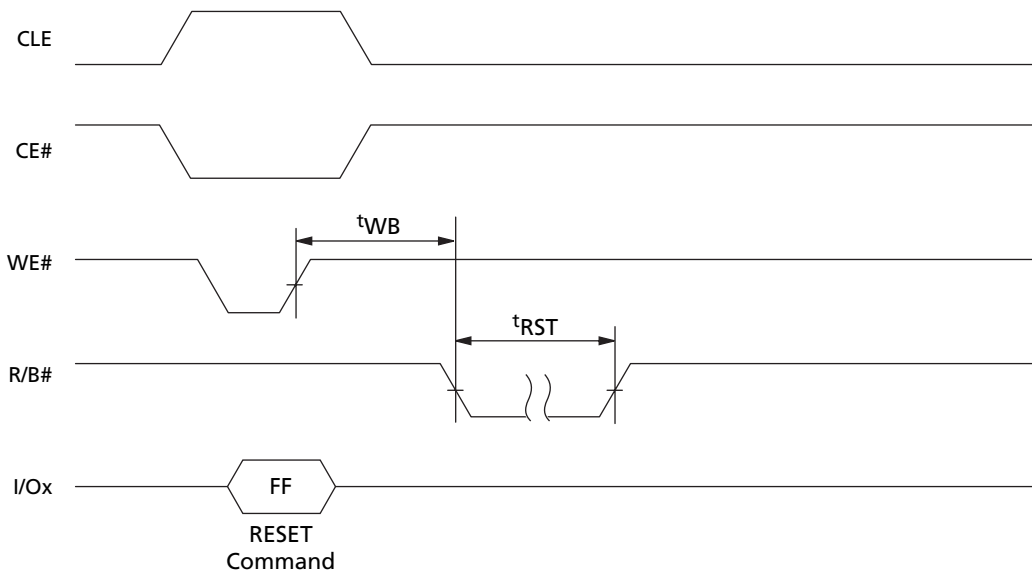 CLE
CE#
tWB
WE#
tRST
R/B#
I/Ox
FF
RESET
Command